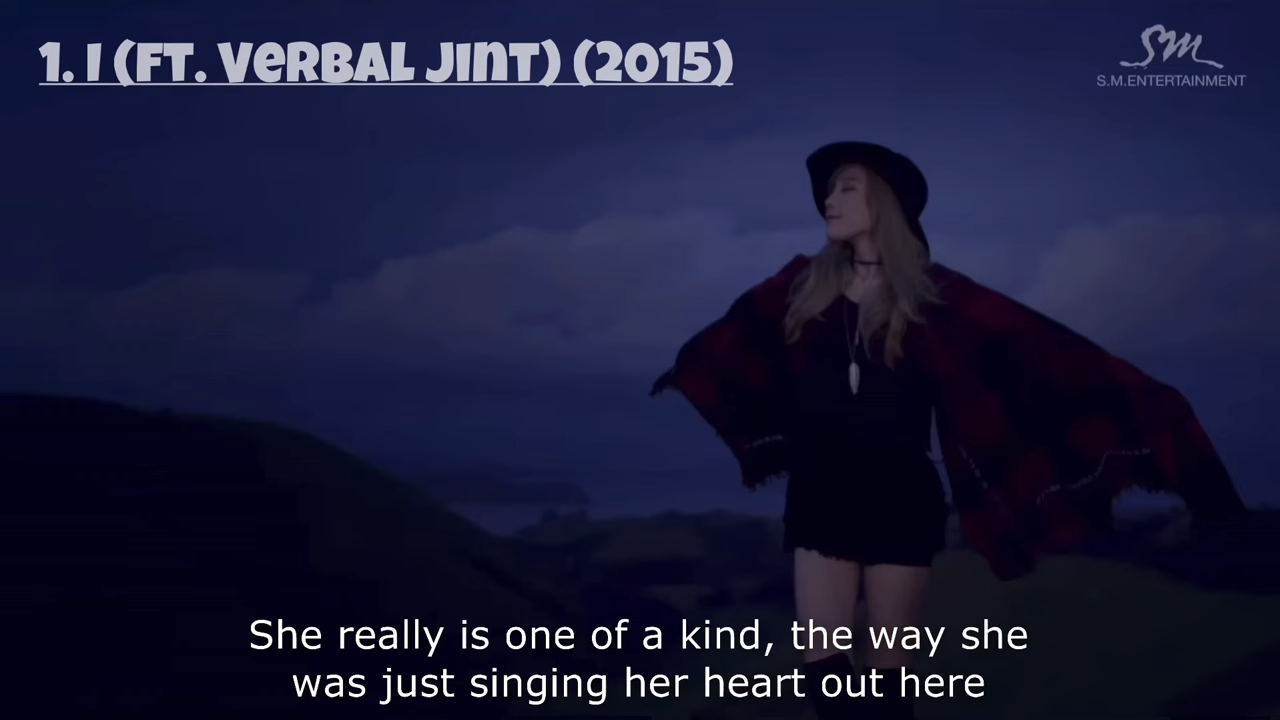 1. I (FT. VERBAL JINT) (2015)
SM
S.M.ENTERTAINMENT
She really is one of a kind, the way she
was just singing her heart out here